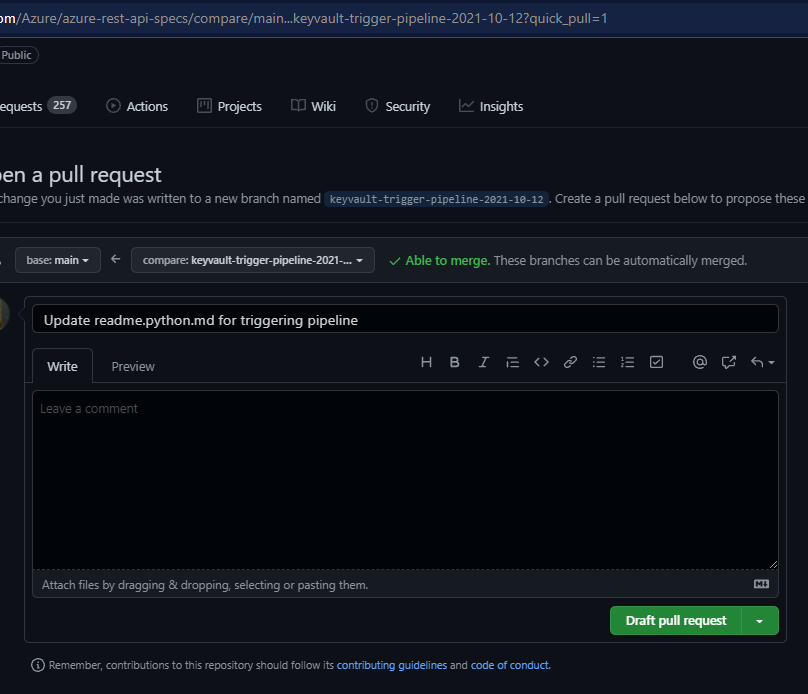 om/Azure/azure-rest-api-specs/compare/main...keyvault-trigger-pipeline-2021-10-12?quick_pull=1
Public
equests 257 Actions Projects Wiki Security Insights
en a pull request
change you just made was written to a new branch named keyvault-trigger-pipeline-2021-10-12. Create a pull request below to propose these
base: main compare: keyvault-trigger-pipeline-2021-... Able to merge. These branches can be automatically merged.
Update readme.python.md for triggering pipeline
Write Preview
Leave a comment
Attach files by dragging & dropping, selecting or pasting them.
Draft pull request
Remember, contributions to this repository should follow its contributing guidelines and code of conduct.